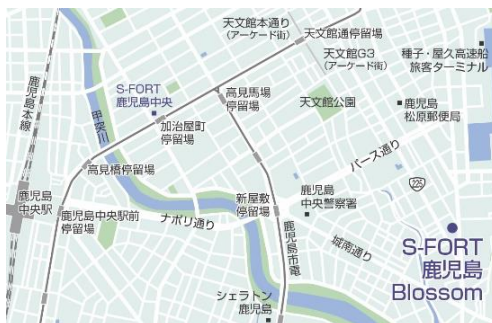 天文館本通り
（アーケード街）
天文館通停留場
天文館G3
（アーケード街）
種子・屋久高速船
旅客ターミナル
S-FORT
鹿児島中央
高見馬場
停留場
天文館公園
鹿児島
松原郵便局
鹿児島本線
甲突川
加治屋町
停留場
パース通り
高見橋停留場
225
鹿児島
中央駅
鹿児島中央駅前
停留場
ナポリ通り
新屋敷
停留場
鹿児島
中央警察署
鹿児島市電
城南通り
S-FORT
鹿児島
Blossom
シェラトン
鹿児島